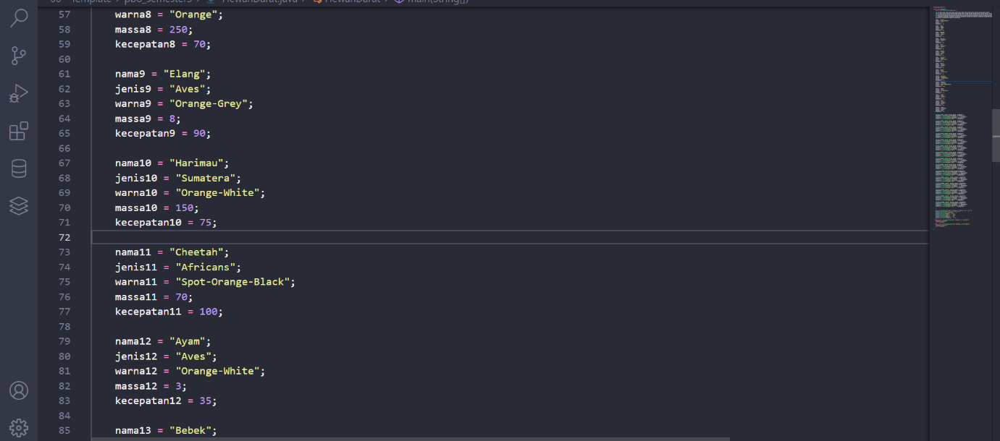 57 warna8 = "Orange";
58 massa8 = 250;
59 kecepatan8 = 70;
60
61 nama9 = "Elang";
62 jenis9 = "Aves";
63 warna9 = "Orange-Grey";
64 massa9 = 8;
65 kecepatan9 = 90;
66
67 nama10 = "Harimau";
68 jenis10 = "Sumatera";
69 warna10 = "Orange-White";
70 massa10 = 150;
71 kecepatan10 = 75;
72
73 nama11 = "Cheetah";
74 jenis11 = "Africans";
75 warna11 = "Spot-Orange-Black";
76 massa11 = 70;
77 kecepatan11 = 100;
78
79 nama12 = "Ayam";
80 jenis12 = "Aves";
81 warna12 = "Orange-White";
82 massa12 = 3;
83 kecepatan12 = 35;
84
85 nama13 = "Bebek";